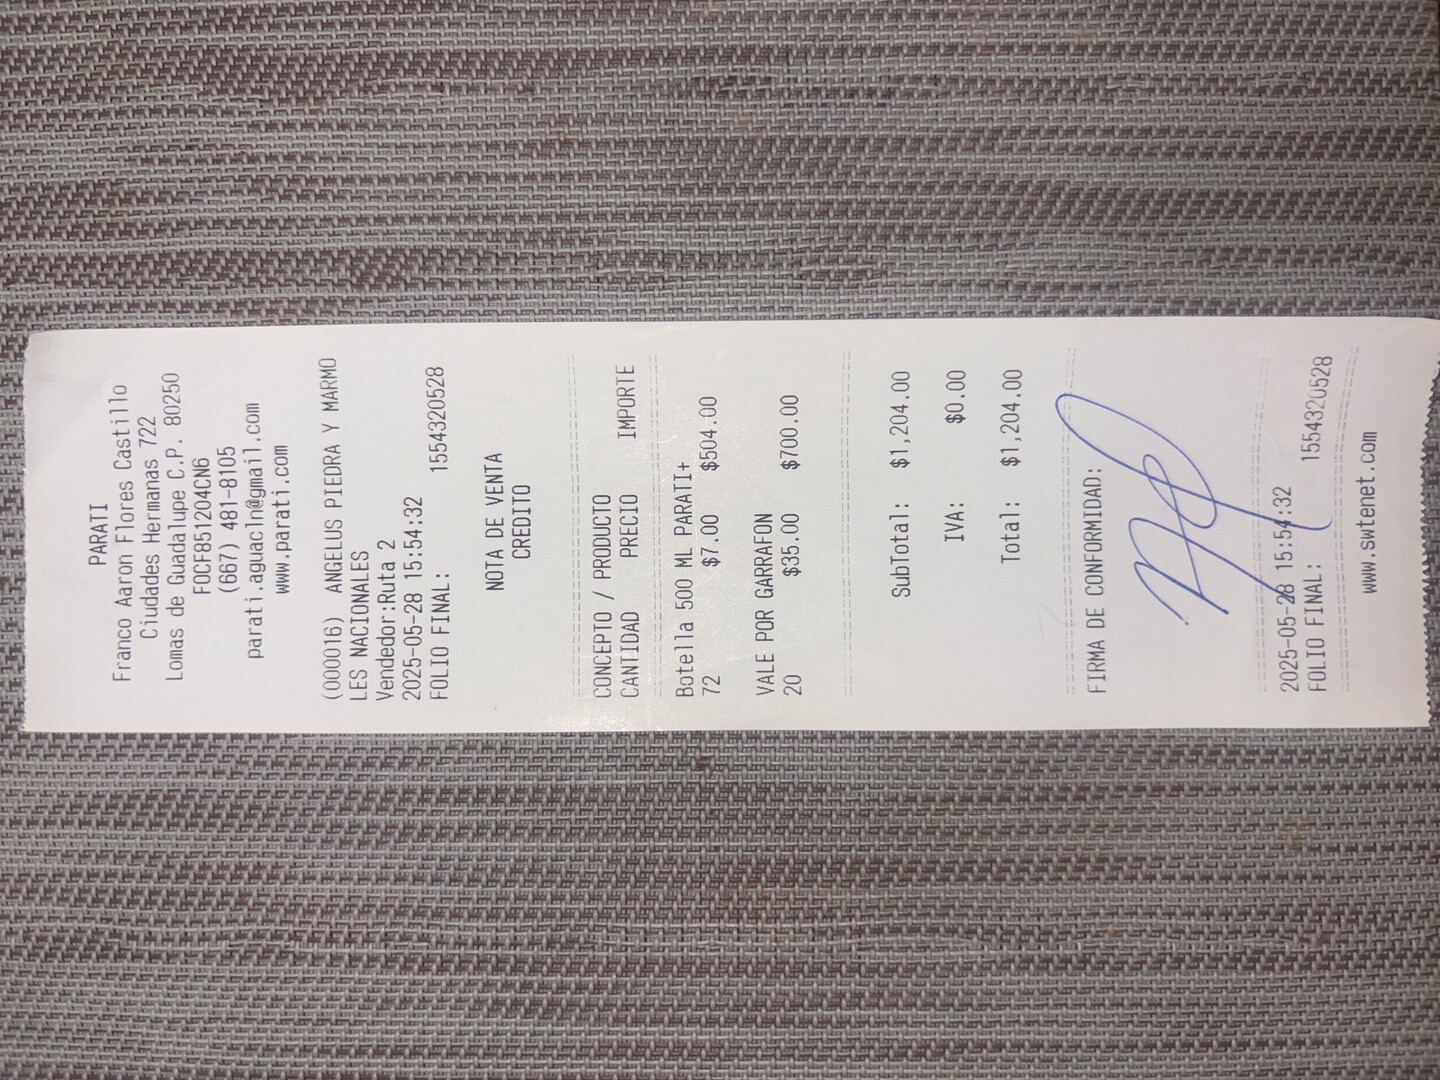 PARATI
Franco Aaron Flores Castillo
Ciudades Hermanas 722
Lomas de Guadalupe C.P. 80250
FOCF851204CN6
(667) 481-8105
parati.aguacln@gmail.com
www.parati.com
(000016) ANGELUS PIEDRA Y MARMO
LES NACIONALES
Vendedor:Ruta 2
2025-05-28 15:54:32
FOLIO FINAL: 1554320528
NOTA DE VENTA
CREDITO
CONCEPTO / PRODUCTO
CANTIDAD PRECIO IMPORTE
Botella 500 ML PARATI+
72 $7.00 $504.00
VALE POR GARRAFON
20 $35.00 $700.00
SubTotal: $1,204.00
IVA: $0.00
Total: $1,204.00
FIRMA DE CONFORMIDAD:
2025-05-28 15:54:32
FOLIO FINAL: 1554320528
www.swtenet.com